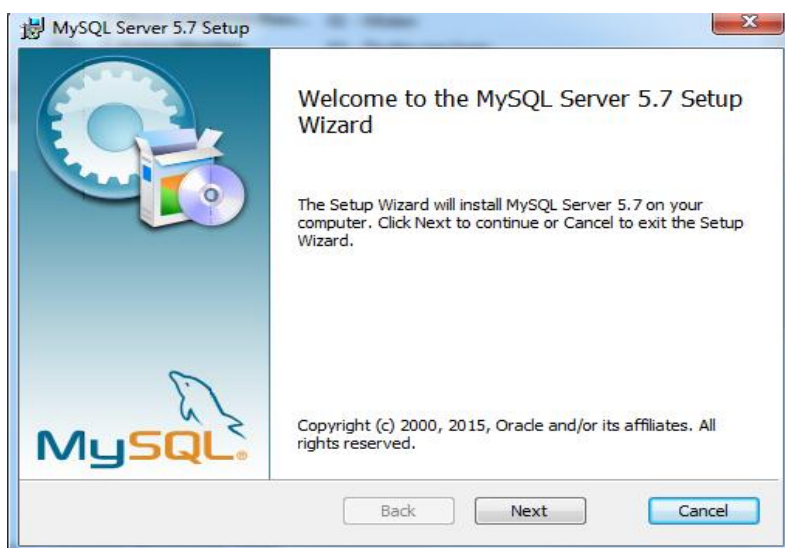 MySQL Server 5.7 Setup
Welcome to the MySQL Server 5.7 Setup
Wizard
The Setup Wizard will install MySQL Server 5.7 on your
computer. Click Next to continue or Cancel to exit the Setup
Wizard.
MySQL®
Copyright (c) 2000, 2015, Oracle and/or its affiliates. All
rights reserved.
Back
Next
Cancel